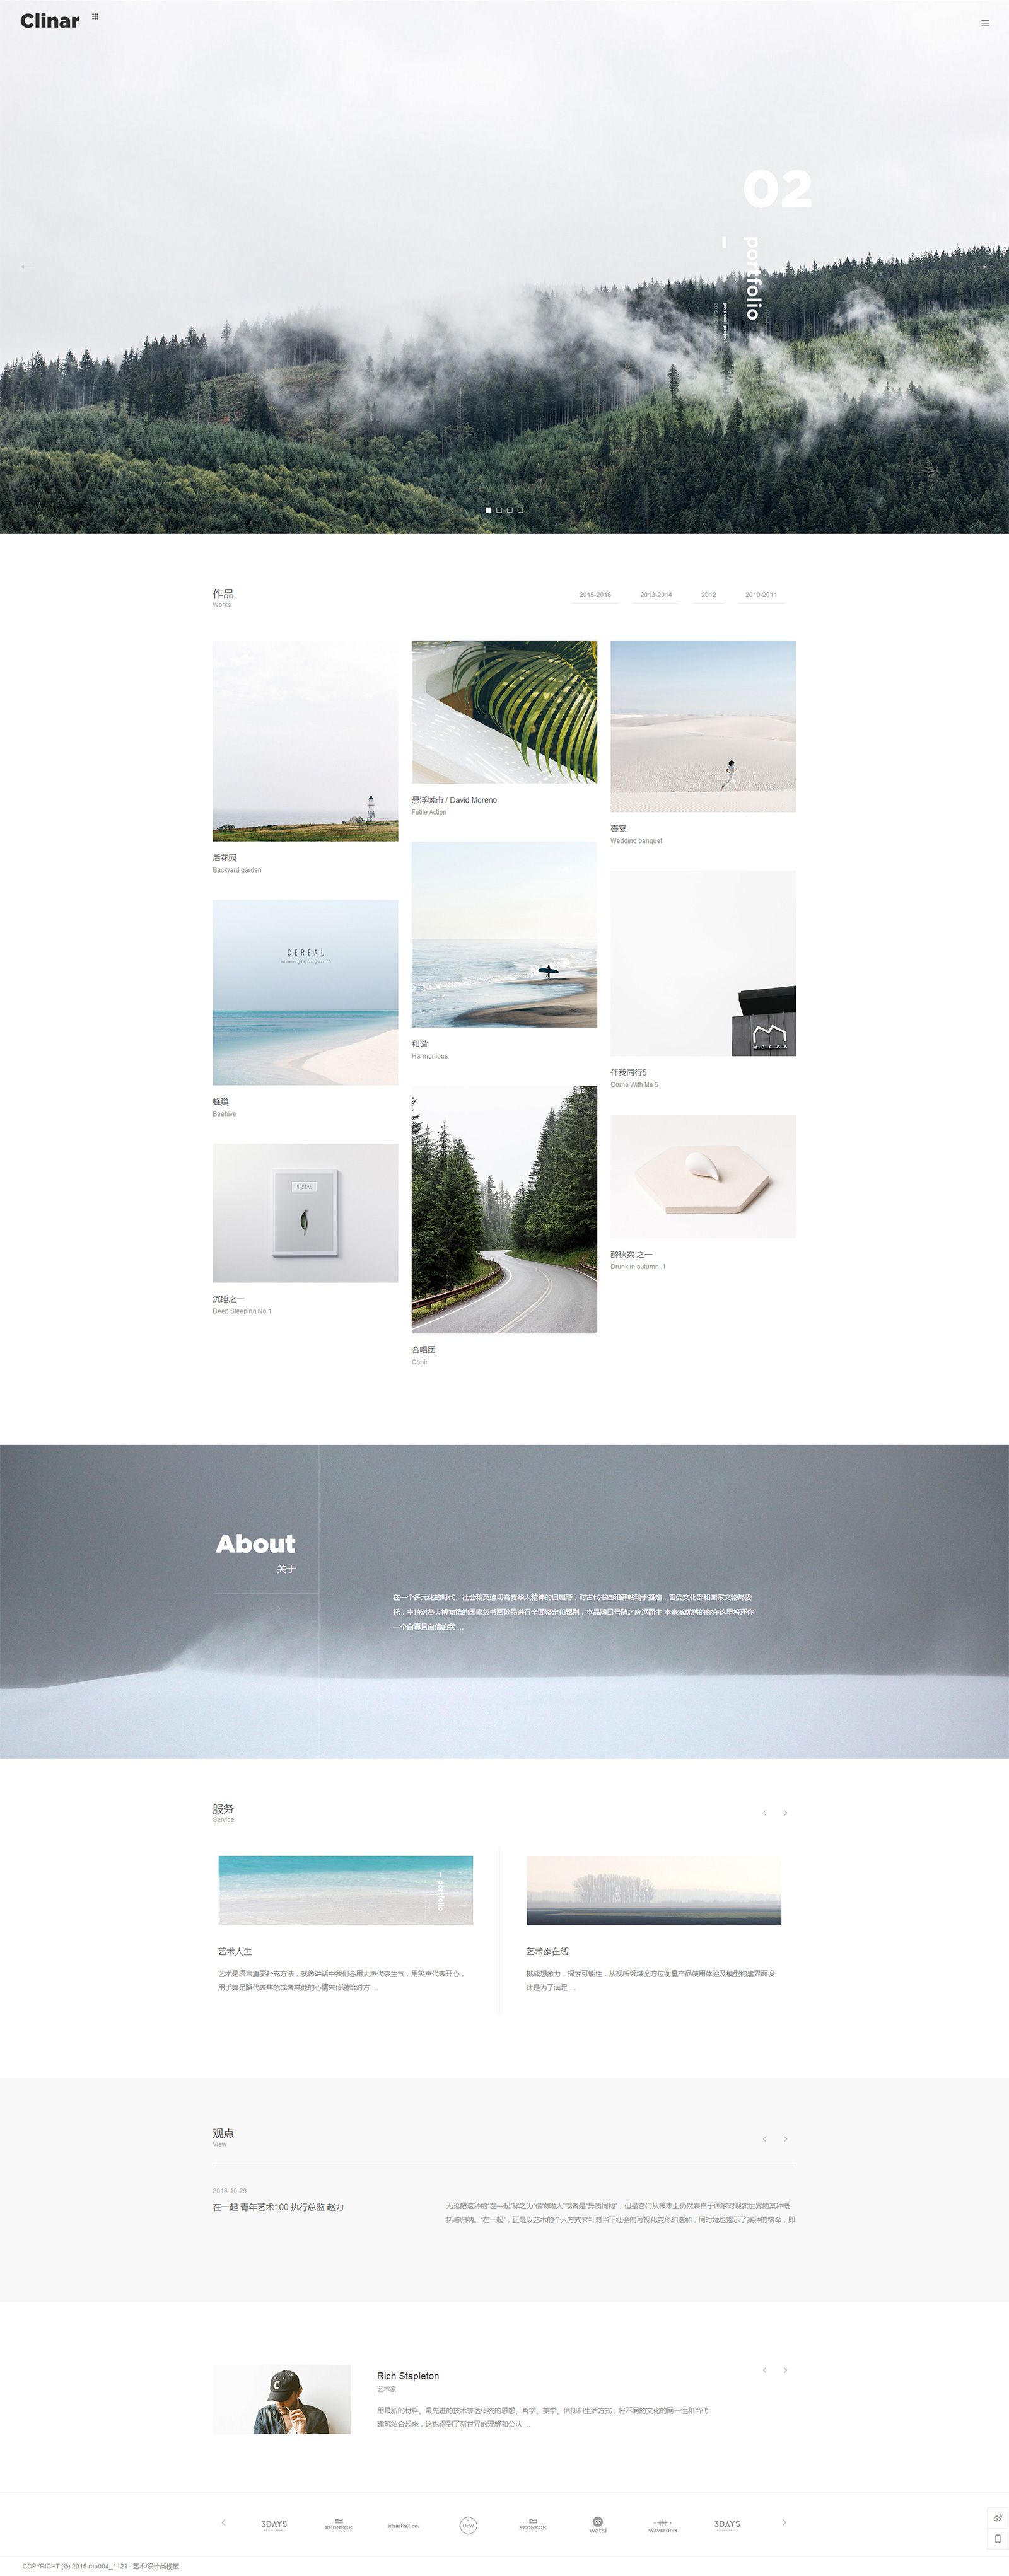 Clinar
02
portfolio
personal project
作品
Works
2015-2016
2013-2014
2012
2010-2011
后花园
Backyard garden
悬浮城市 / David Moreno
Futile Action
喜宴
Wedding banquet
CEREAL
蜂巢
Beehive
和谐
Harmonious
MOCAX
伴我同行5
Come With Me 5
CEREAL
沉睡之一
Deep Sleeping No.1
合唱团
Choir
醉秋实 之一
Drunk in autumn .1
About
关于
在一个多元化的时代，社会精英迫切需要华人精神的归属感，对古代书画和碑帖精于鉴定，曾受文化部和国家文物局委
托，主持对各大博物馆的国家级书画珍品进行全面鉴定和甄别，本品牌口号随之应运而生,本来就优秀的你在这里将还你
一个自尊且自信的我 ...
服务
Service
portfolio
艺术人生
艺术是语言重要补充方法，就像讲话中我们会用大声代表生气，用笑声代表开心，
用手舞足蹈代表焦急或者其他的心情来传递给对方 ...
艺术家在线
挑战想象力，探索可能性，从视听领域全方位衡量产品使用体验及模型构建界面设
计是为了满足 ...
观点
View
2016-10-29
在一起 青年艺术100 执行总监 赵力
无论把这种的“在一起”称之为“借物喻人”或者是“异质同构”，但是它们从根本上仍然来自于画家对现实世界的某种概
括与归纳。“在一起”，正是以艺术的个人方式来针对当下社会的可视化变形和迭加，同时地也揭示了某种的宿命，即
Rich Stapleton
艺术家
用最新的材料、最先进的技术表达传统的思想、哲学、美学、信仰和生活方式，将不同的文化的同一性和当代
建筑结合起来，这也得到了新世界的理解和公认 ...
3DAYS
REDNECK
straiffel co.
REDNECK
watsi
WAVEFORM
3DAYS
COPYRIGHT (©) 2016 mo004_1121 - 艺术/设计类模板.